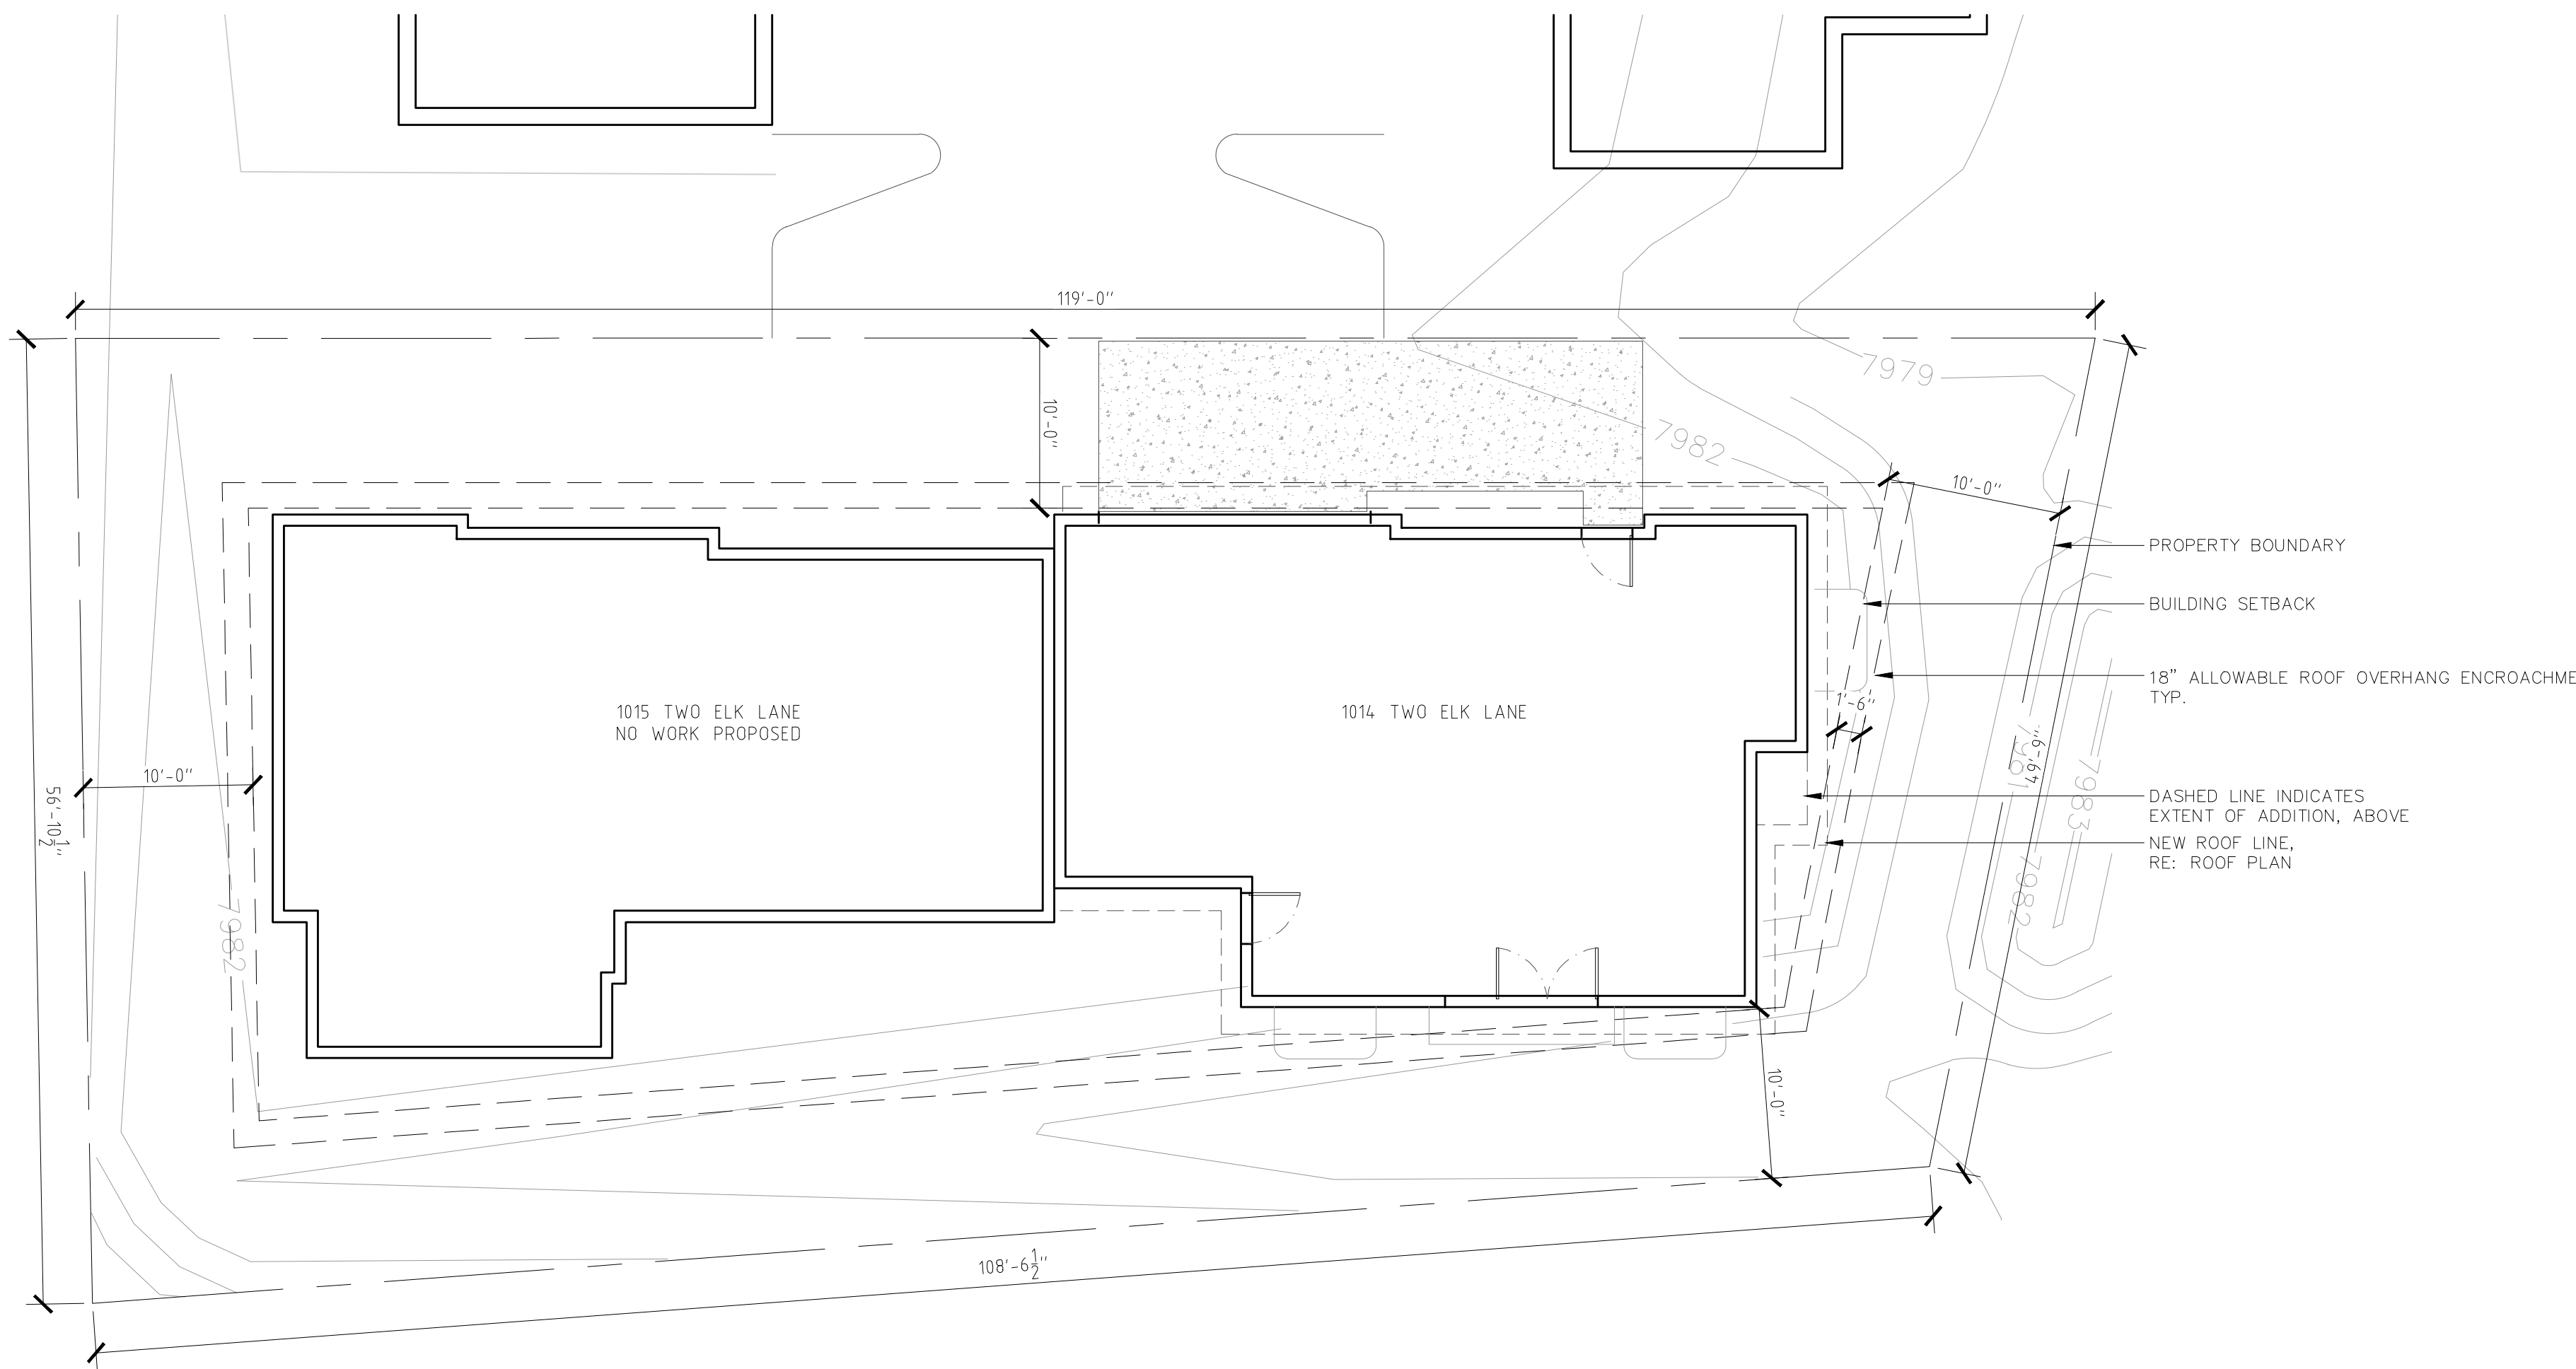 119'-0"
10'-0"
7979
7982
10'-0"
PROPERTY BOUNDARY
BUILDING SETBACK
18" ALLOWABLE ROOF OVERHANG ENCROACHME
TYP.
1'-6"
1015 TWO ELK LANE
NO WORK PROPOSED
1014 TWO ELK LANE
7981
49'-9"
7983
10'-0"
56'-10 1/2"
DASHED LINE INDICATES
EXTENT OF ADDITION, ABOVE
NEW ROOF LINE,
RE: ROOF PLAN
7982
7982
10'-0"
108'-6 1/2"